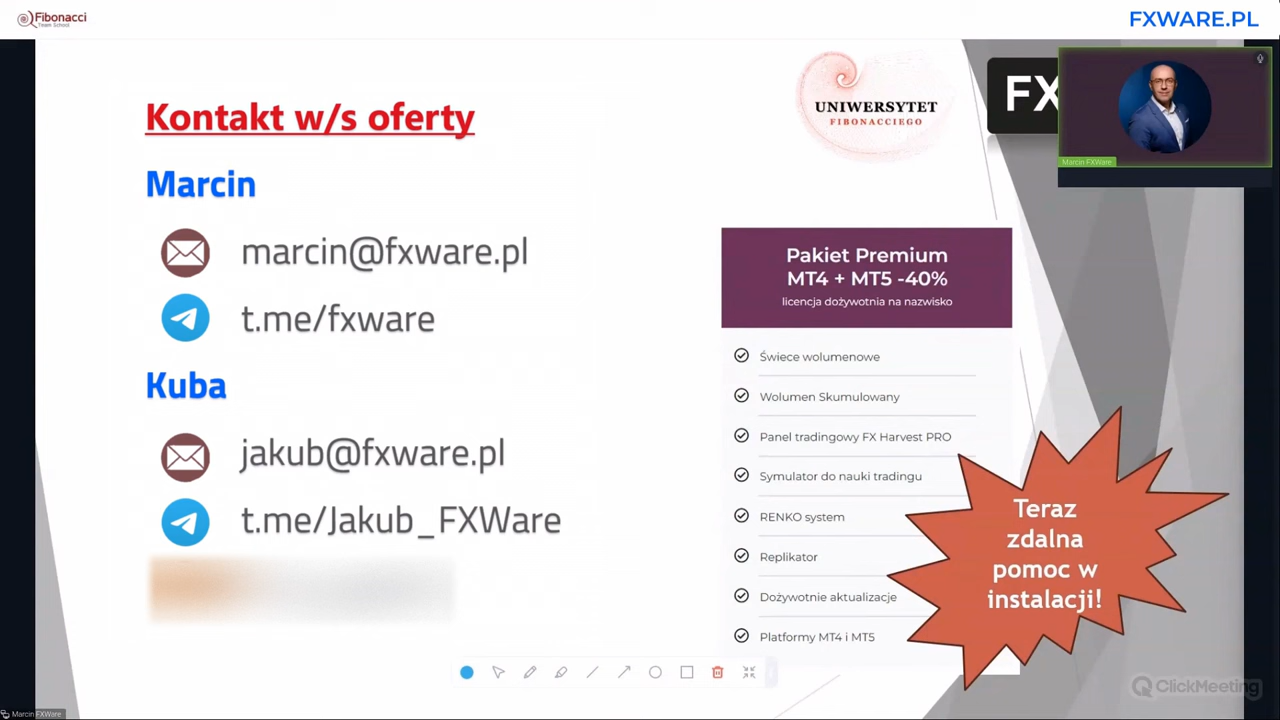 Fibonacci
Team School
FXWARE.PL
Kontakt w/s oferty
Marcin
marcin@fxware.pl
t.me/fxware
Kuba
jakub@fxware.pl
t.me/Jakub_FXWare
UNIWERSYTET
FIBONACCIEGO
FX
Marcin FXWare
Pakiet Premium
MT4 + MT5 -40%
licencja dożywotnia na nazwisko
Świece wolumenowe
Wolumen Skumulowany
Panel tradingowy FX Harvest PRO
Symulator do nauki tradingu
RENKO system
Replikator
Dożywotnie aktualizacje
Platformy MT4 i MT5
Teraz
zdalna
pomoc w
instalacji!
ClickMeeting
Marcin FXWare